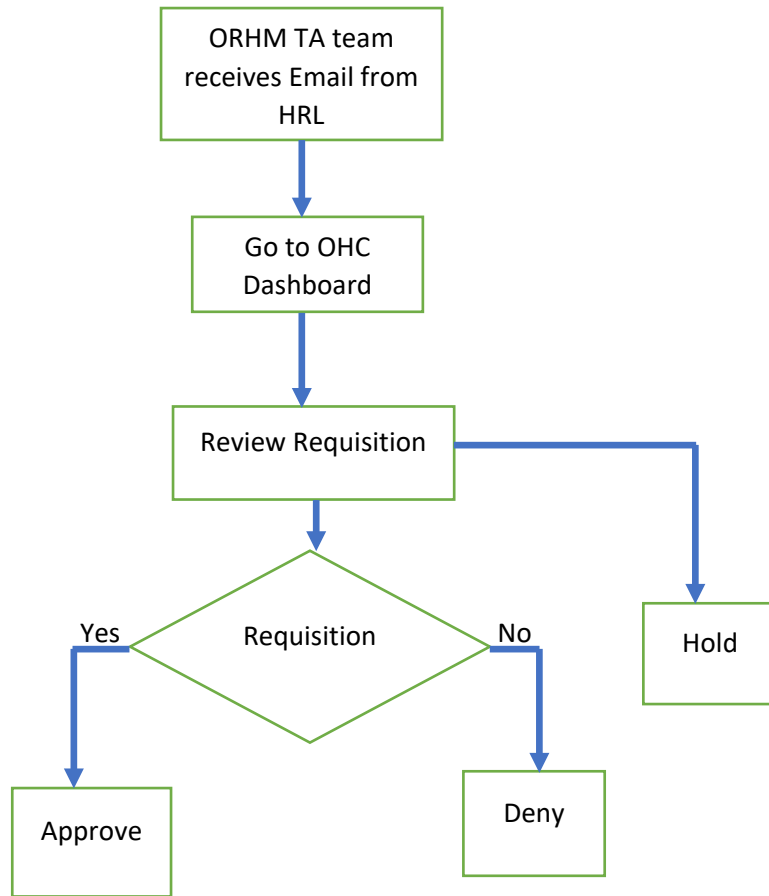 ORHM TA team
receives Email from
HRL
Go to OHC
Dashboard
Review Requisition
Yes
Requisition
No
Hold
Approve
Deny